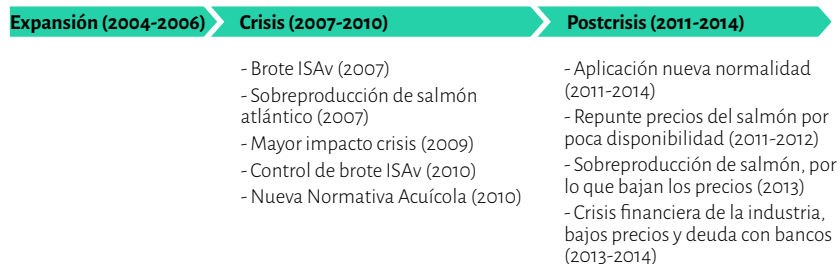 Expansión (2004-2006)
Crisis (2007-2010)
Postcrisis (2011-2014)
- Brote ISAv (2007)
- Sobreproducción de salmón
atlántico (2007)
- Mayor impacto crisis (2009)
- Control de brote ISAv (2010)
- Nueva Normativa Acuícola (2010)
- Aplicación nueva normalidad
(2011-2014)
- Repunte precios del salmón por
poca disponibilidad (2011-2012)
- Sobreproducción de salmón, por
lo que bajan los precios (2013)
- Crisis financiera de la industria,
bajos precios y deuda con bancos
(2013-2014)